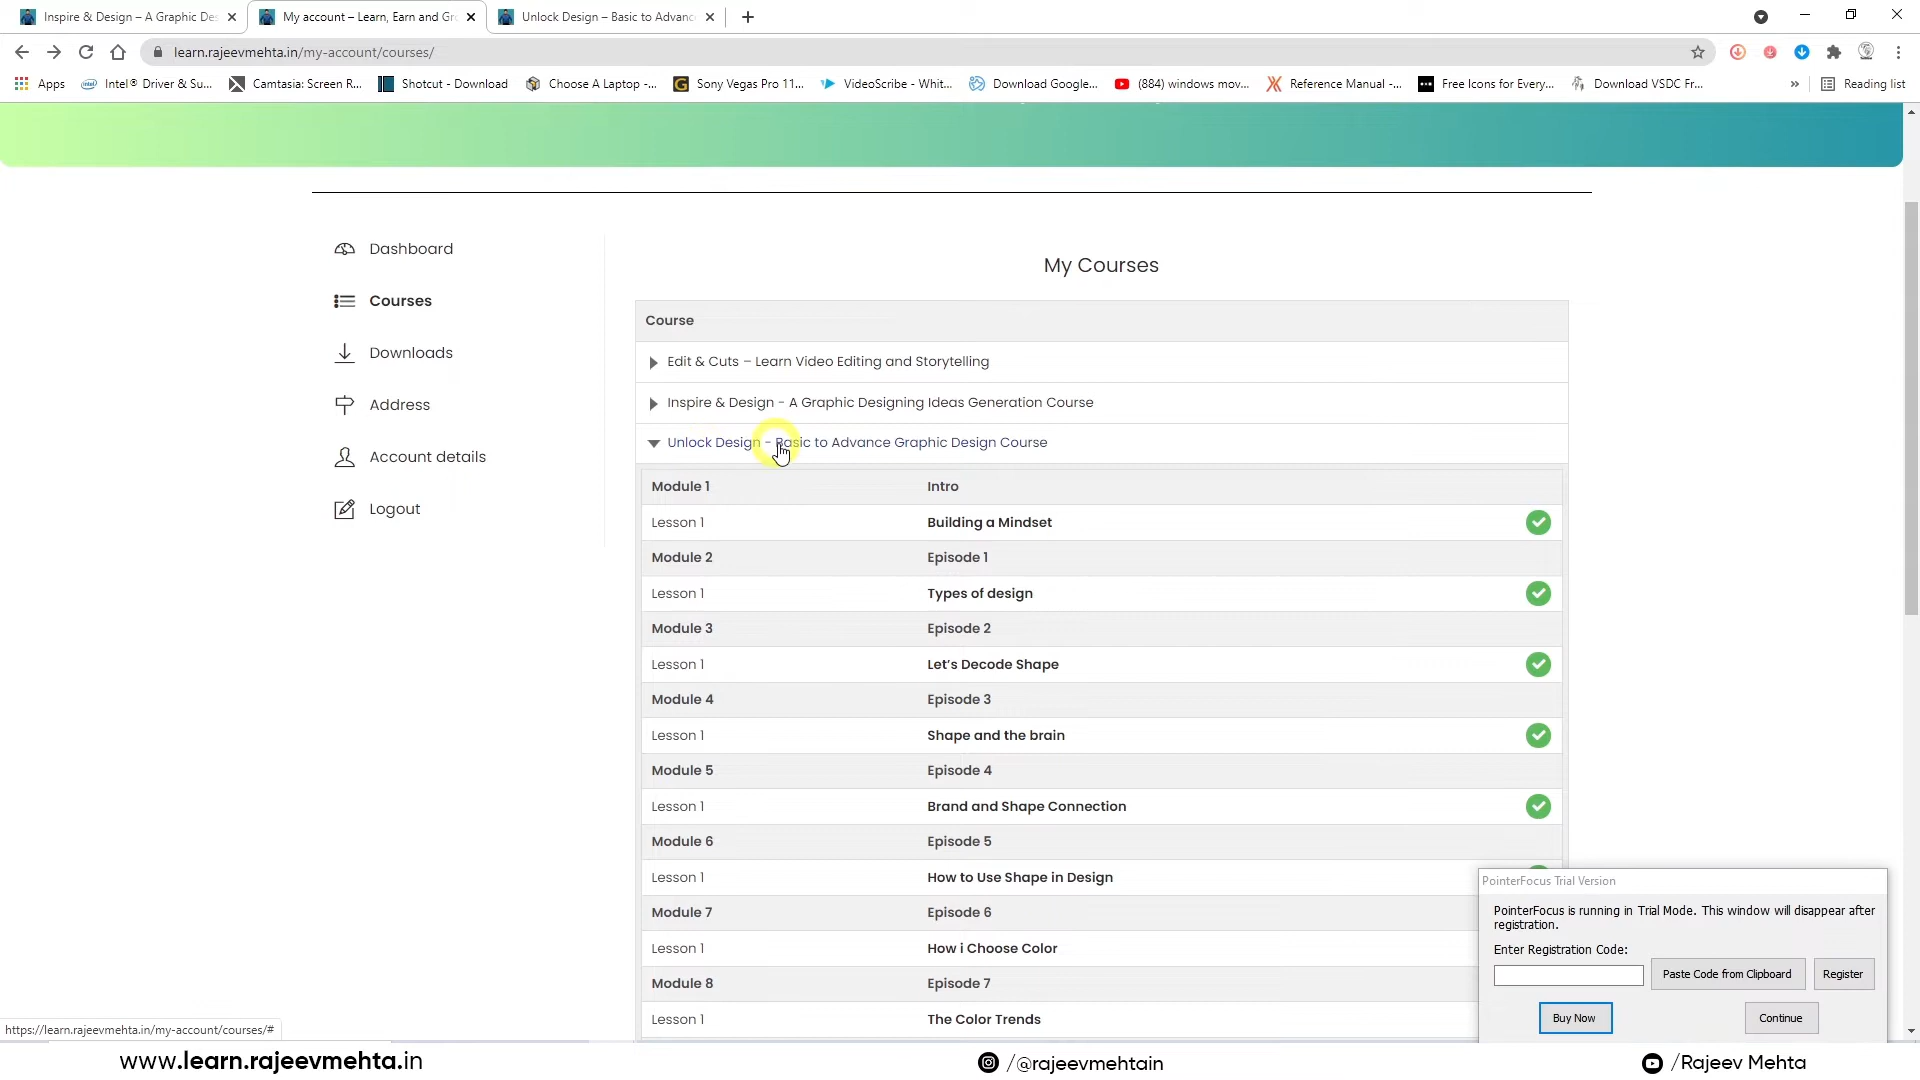 Inspire & Design – A Graphic Des
My account – Learn, Earn and Gro
Unlock Design – Basic to Advanc
learn.rajeevmehta.in/my-account/courses/
Apps
Intel® Driver & Su...
Camtasia: Screen R...
Shotcut - Download
Choose A Laptop -...
Sony Vegas Pro 11...
VideoScribe - Whit...
Download Google...
(884) windows mov...
Reference Manual -...
Free Icons for Every...
Download VSDC Fr...
»
Reading list
Dashboard
Courses
Downloads
Address
Account details
Logout
My Courses
Course
Edit & Cuts – Learn Video Editing and Storytelling
Inspire & Design - A Graphic Designing Ideas Generation Course
Unlock Design - Basic to Advance Graphic Design Course
Module 1 Intro
Lesson 1 Building a Mindset
Module 2 Episode 1
Lesson 1 Types of design
Module 3 Episode 2
Lesson 1 Let's Decode Shape
Module 4 Episode 3
Lesson 1 Shape and the brain
Module 5 Episode 4
Lesson 1 Brand and Shape Connection
Module 6 Episode 5
Lesson 1 How to Use Shape in Design
Module 7 Episode 6
Lesson 1 How i Choose Color
Module 8 Episode 7
Lesson 1 The Color Trends
PointerFocus Trial Version
PointerFocus is running in Trial Mode. This window will disappear after
registration.
Enter Registration Code:
Paste Code from Clipboard
Register
Buy Now
Continue
https://learn.rajeevmehta.in/my-account/courses/#
www.learn.rajeevmehta.in
/@rajeevmehtain
/Rajeev Mehta